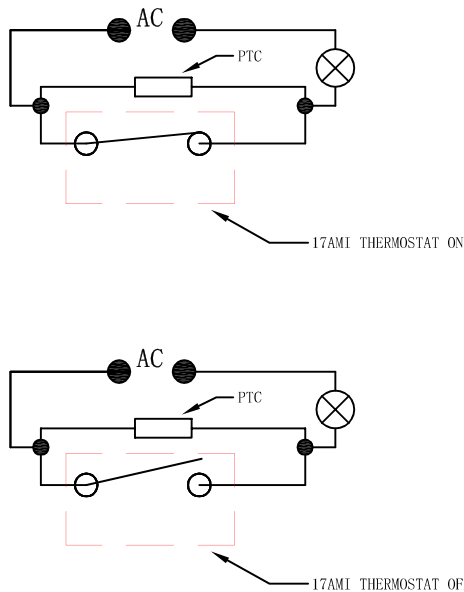 AC
PTC
17AMI THERMOSTAT ON
AC
PTC
17AMI THERMOSTAT OF